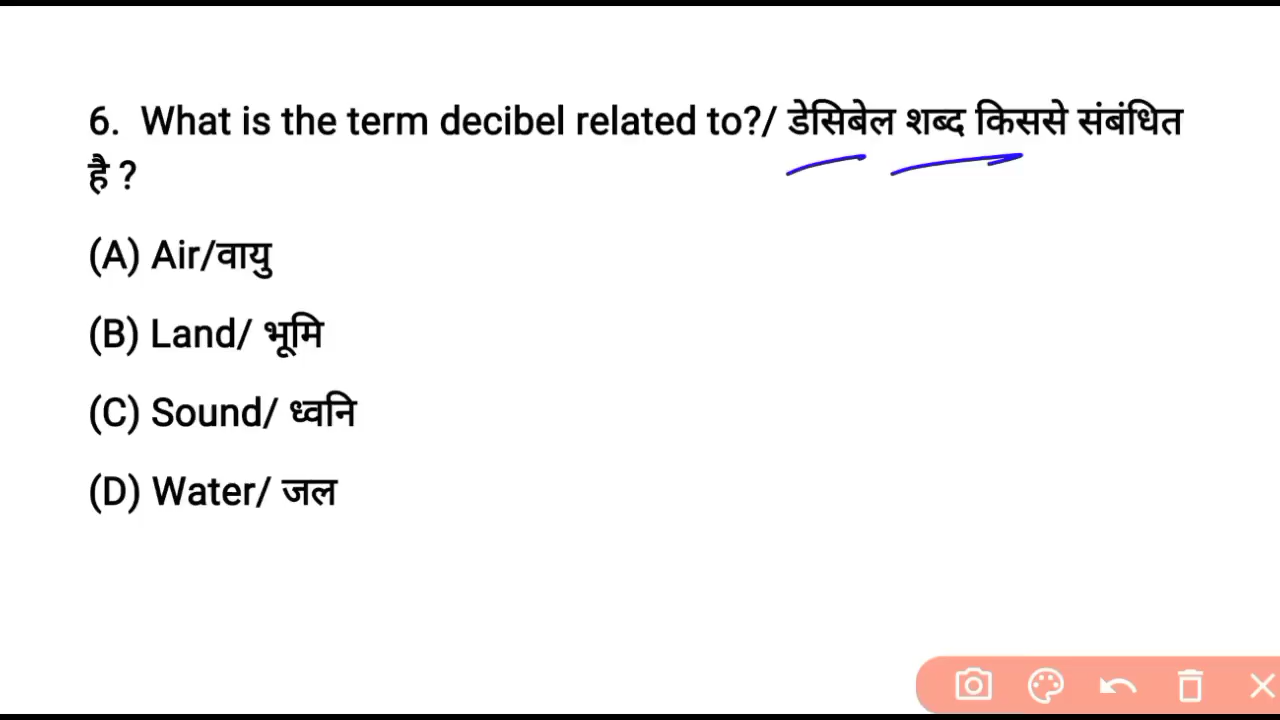 6. What is the term decibel related to?/ डेसिबेल शब्द किससे संबंधित
है ?
(A) Air/वायु
(B) Land/ भूमि
(C) Sound/ ध्वनि
(D) Water/ जल